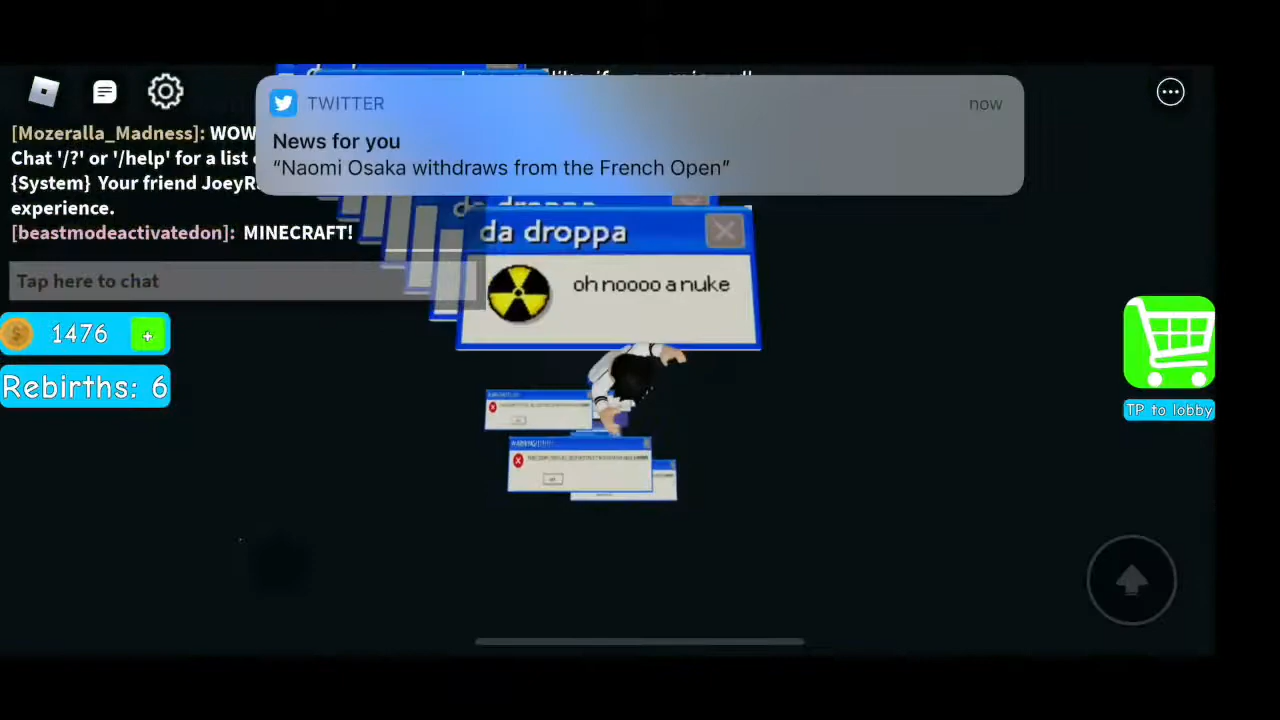 TWITTER
now
News for you
“Naomi Osaka withdraws from the French Open”
[Mozeralla_Madness]: WOW
Chat '/?' or '/help' for a list
{System} Your friend JoeyR
experience.
[beastmodeactivatedon]: MINECRAFT!
Tap here to chat
da droppa
da droppa
oh noooo a nuke
1476
+
Rebirths: 6
TP to lobby